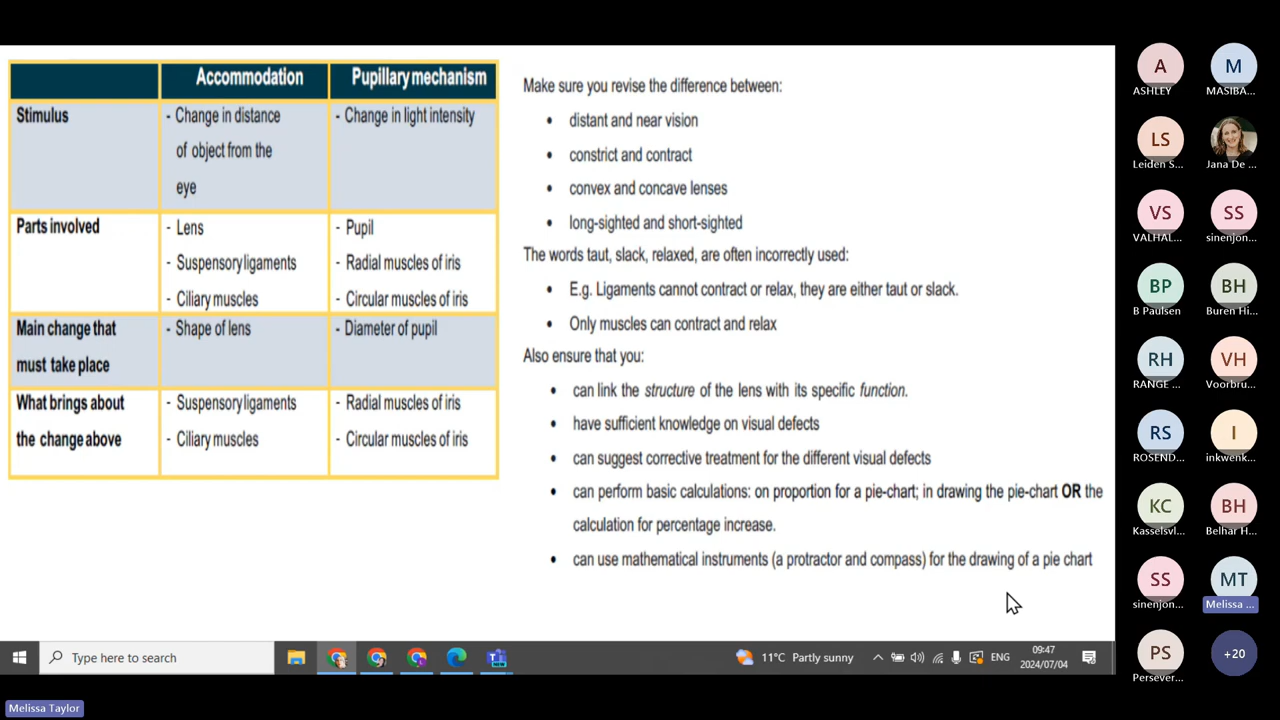 Accommodation Pupillary mechanism
Stimulus - Change in distance - Change in light intensity
of object from the
eye
Parts involved - Lens - Pupil
- Suspensory ligaments - Radial muscles of iris
- Ciliary muscles - Circular muscles of iris
Main change that - Shape of lens - Diameter of pupil
must take place
What brings about - Suspensory ligaments - Radial muscles of iris
the change above - Ciliary muscles - Circular muscles of iris
Make sure you revise the difference between:
• distant and near vision
• constrict and contract
• convex and concave lenses
• long-sighted and short-sighted
The words taut, slack, relaxed, are often incorrectly used:
• E.g. Ligaments cannot contract or relax, they are either taut or slack.
• Only muscles can contract and relax
Also ensure that you:
• can link the structure of the lens with its specific function.
• have sufficient knowledge on visual defects
• can suggest corrective treatment for the different visual defects
• can perform basic calculations: on proportion for a pie-chart; in drawing the pie-chart OR the
calculation for percentage increase.
• can use mathematical instruments (a protractor and compass) for the drawing of a pie chart
A M
ASHLEY MASIBA...
LS
Leiden S... Jana De ...
VS SS
VALHAL... sinenjon...
BP BH
B Paulsen Buren Hi...
RH VH
RANGE ... Voorbru...
RS I
ROSEND... inkwenk...
KC BH
Kasselsvl... Belhar H...
SS MT
sinenjon... Melissa ...
PS +20
Persever...
Type here to search 11°C Partly sunny ENG 09:47
2024/07/04
Melissa Taylor